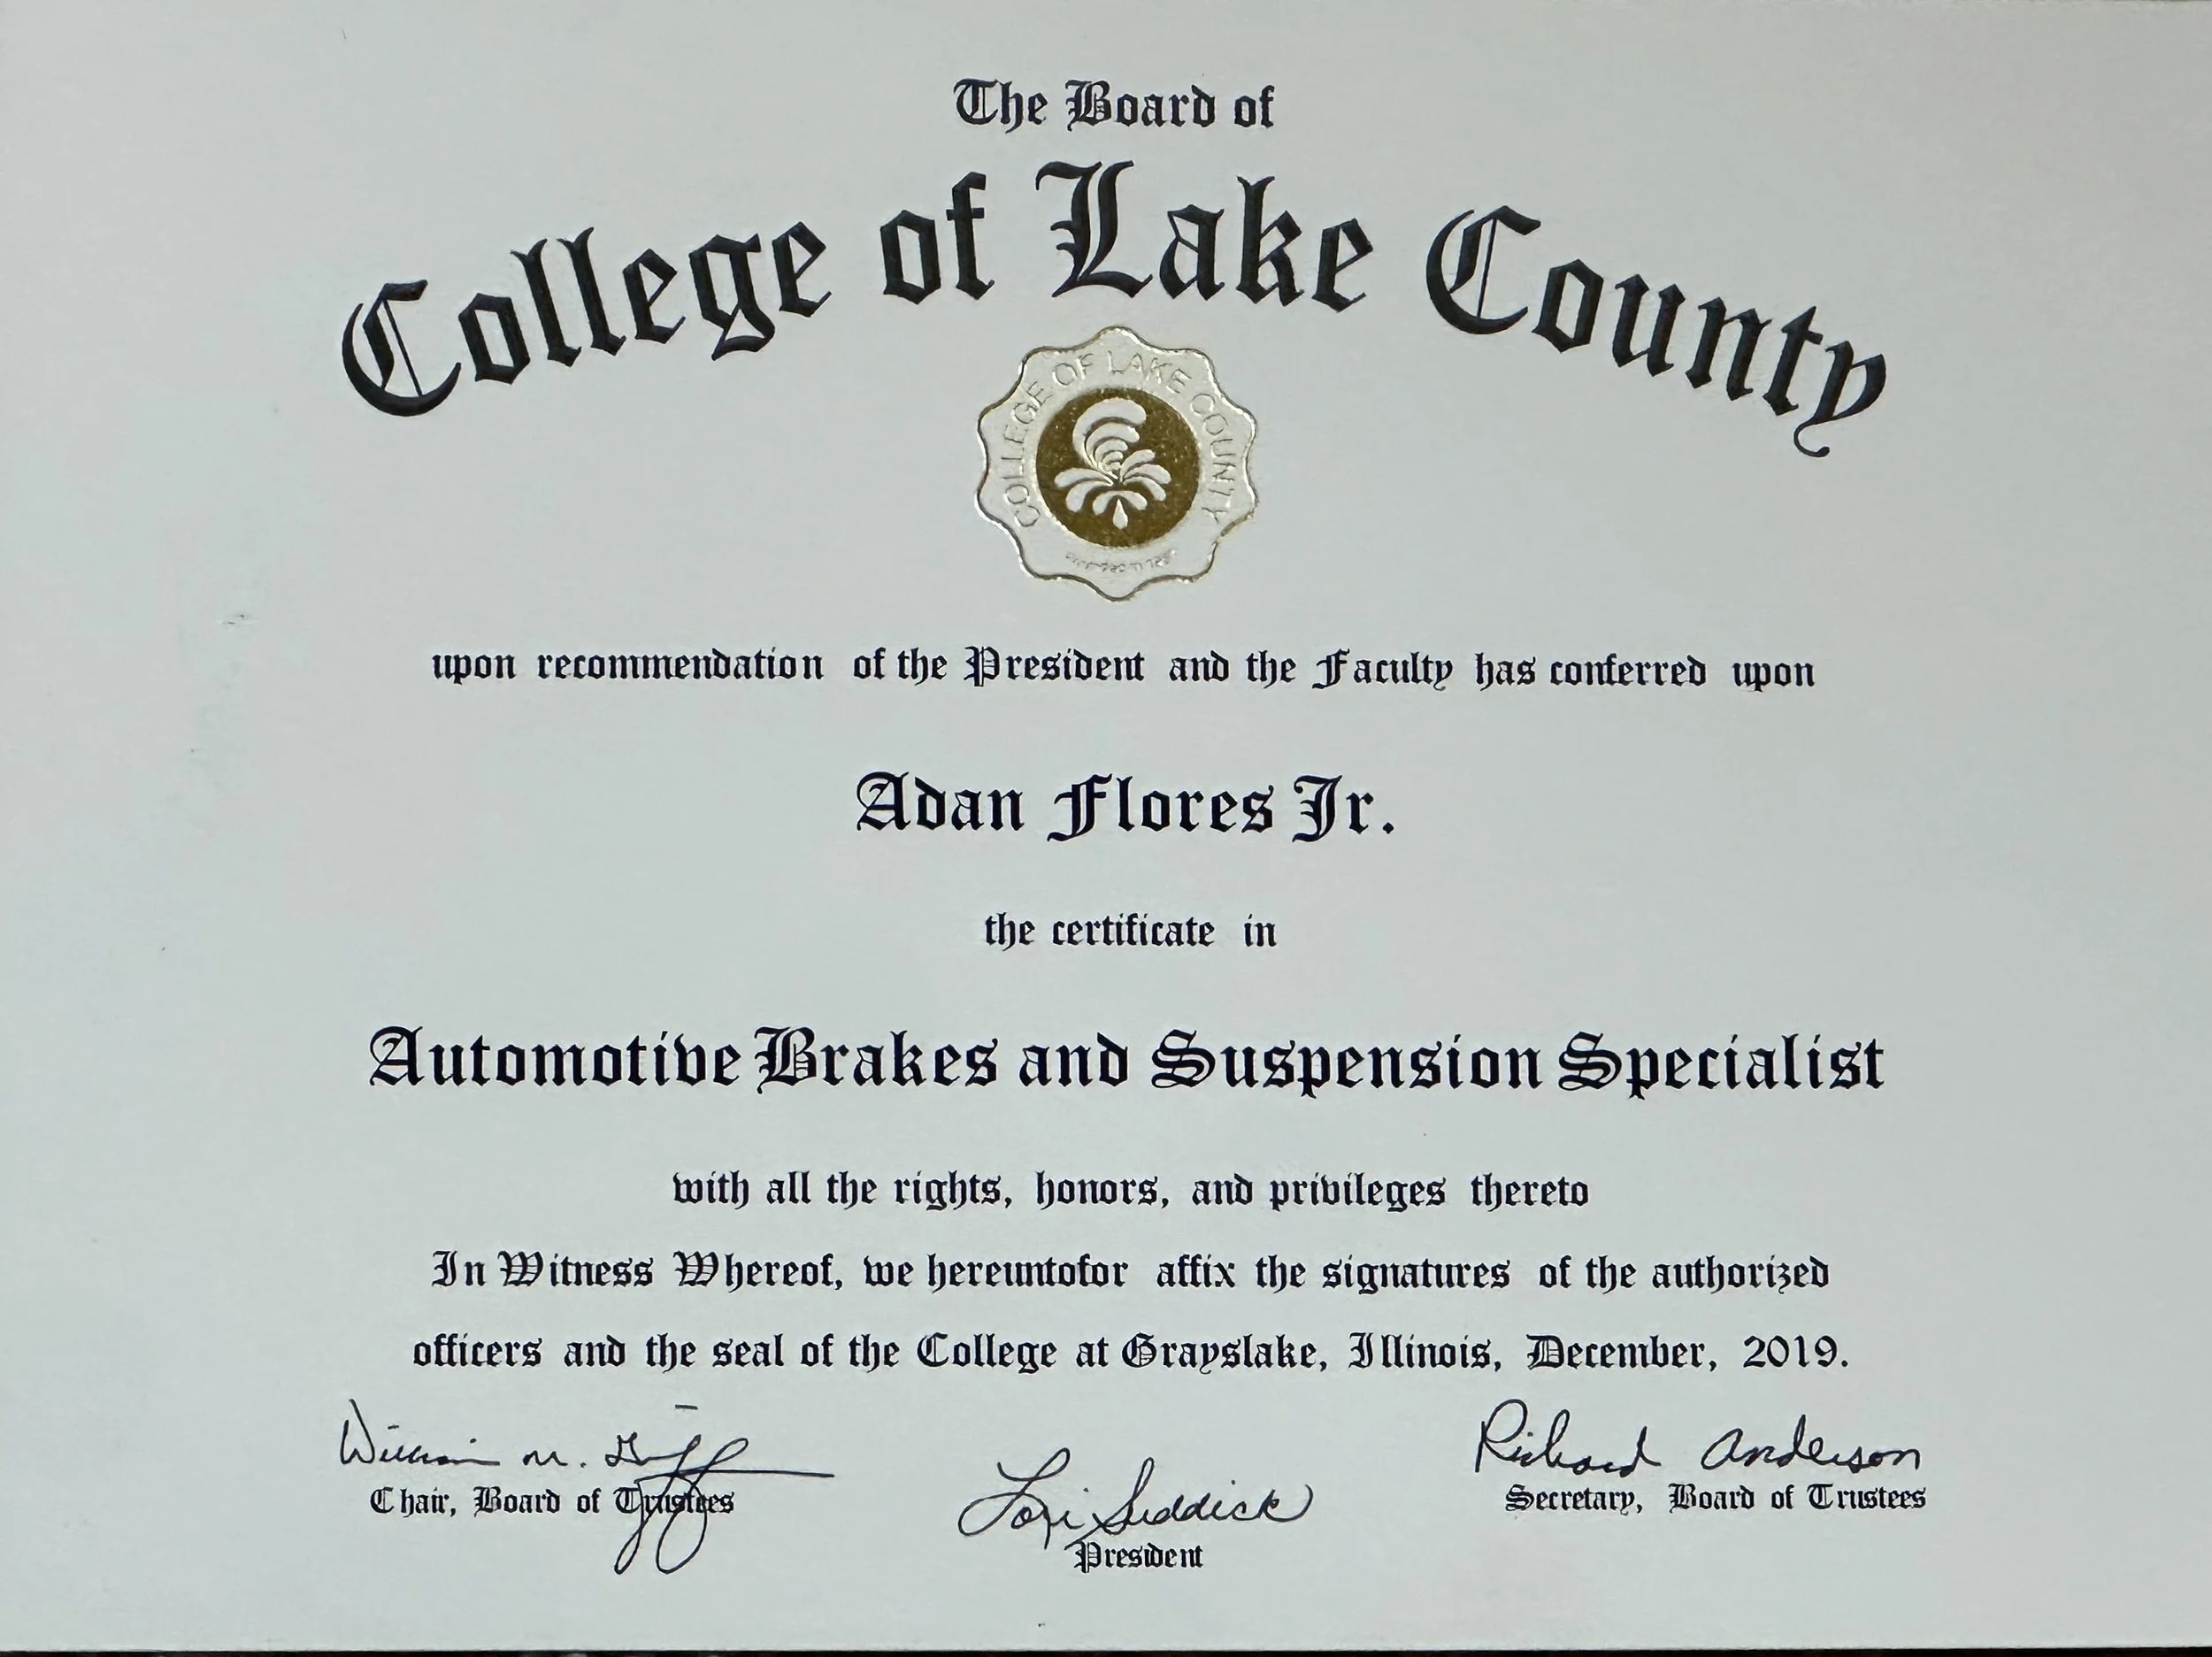 The Board of
College of Lake County
COLLEGE OF LAKE COUNTY
upon recommendation of the President and the Faculty has conferred upon
Adan Flores Jr.
the certificate in
Automotive Brakes and Suspension Specialist
with all the rights, honors, and privileges thereto
In Witness Whereof, we hereuntofor affix the signatures of the authorized
officers and the seal of the College at Grayslake, Illinois, December, 2019.
William M.
Chair, Board of Trustees
Lori Suddick
President
Richard Anderson
Secretary, Board of Trustees